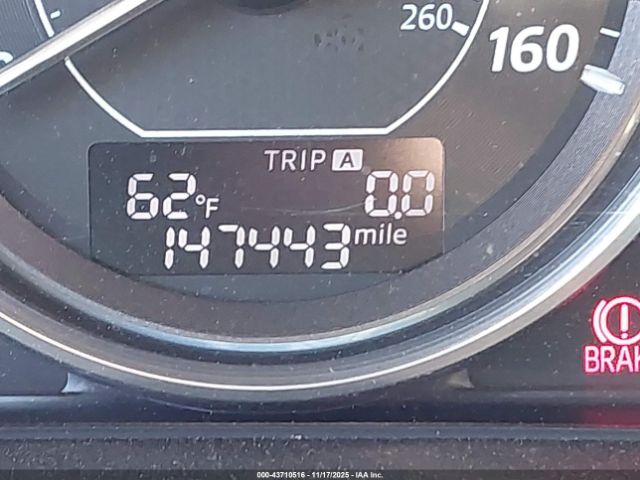 260
160
TRIP A
62°F 0.0
147443 mile
BRAK
000-43710516 - 11/17/2025 - IAA Inc.